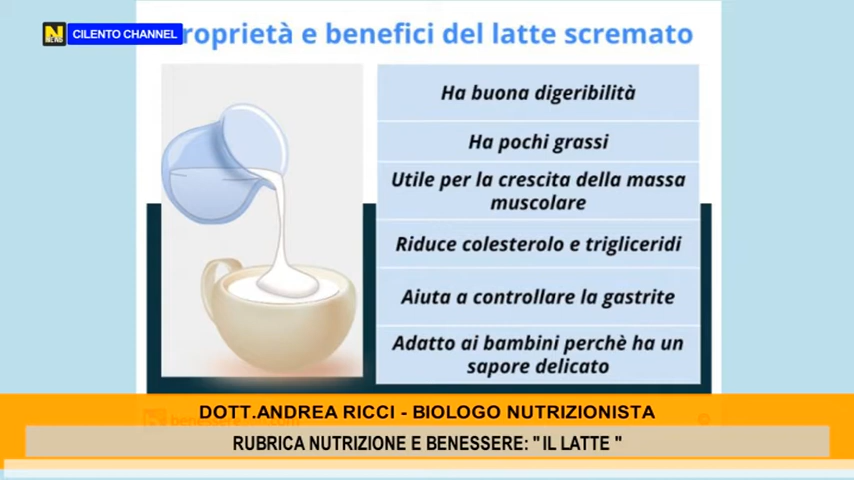 CILENTO CHANNEL
roprietà e benefici del latte scremato
Ha buona digeribilità
Ha pochi grassi
Utile per la crescita della massa
muscolare
Riduce colesterolo e trigliceridi
Aiuta a controllare la gastrite
Adatto ai bambini perchè ha un
sapore delicato
DOTT.ANDREA RICCI - BIOLOGO NUTRIZIONISTA
RUBRICA NUTRIZIONE E BENESSERE: "IL LATTE "